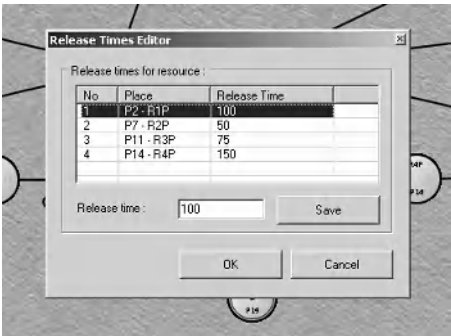 Release Times Editor
Release times for resource :
No Place Release Time
1 P2 - R1P 100
2 P7 - R2P 50
3 P11 - R3P 75
4 P14 - R4P 150
Release time : 100 Save
OK Cancel
R4P
P14